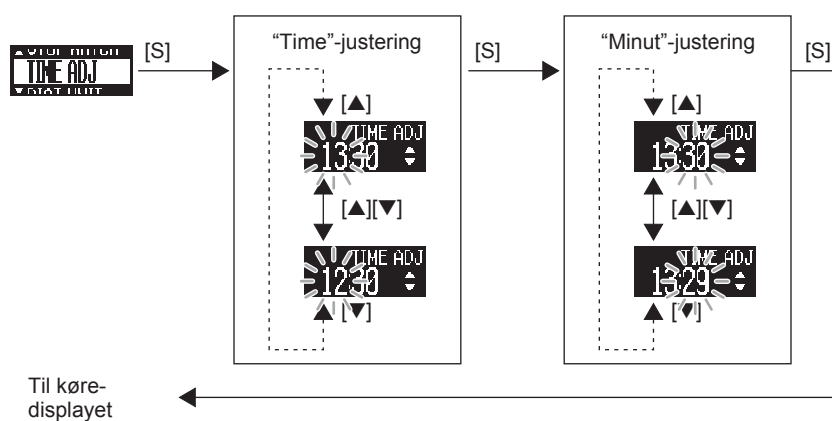 TIME ADJ
[S]
“Time”-justering
[▲]
TIME ADJ
13:30
[▲][▼]
TIME ADJ
12:30
[▼]
[S]
“Minut”-justering
[▲]
TIME ADJ
13:30
[▲][▼]
TIME ADJ
13:29
[▼]
[S]
Til køre-
displayet